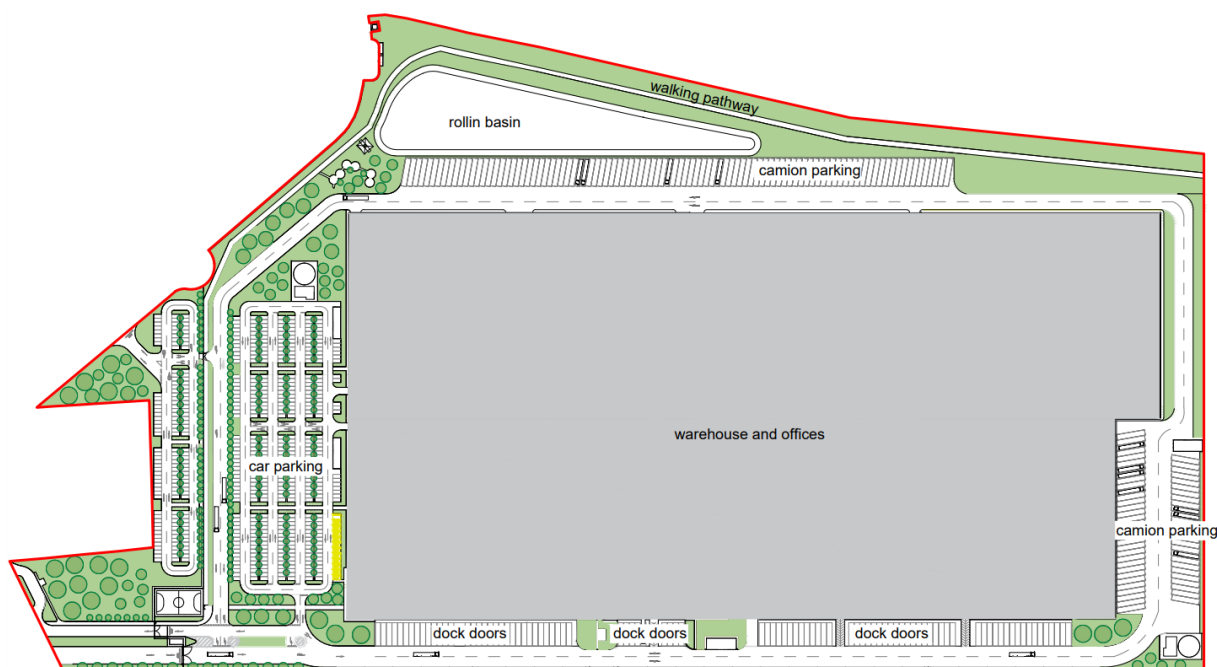 walking pathway
rollin basin
camion parking
warehouse and offices
car parking
camion parking
dock doors
dock doors
dock doors